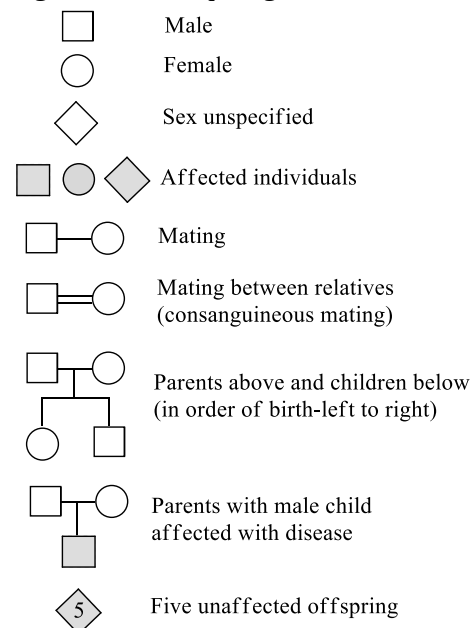 Male
Female
Sex unspecified
Affected individuals
Mating
Mating between relatives
(consanguineous mating)
Parents above and children below
(in order of birth-left to right)
Parents with male child
affected with disease
5 Five unaffected offspring